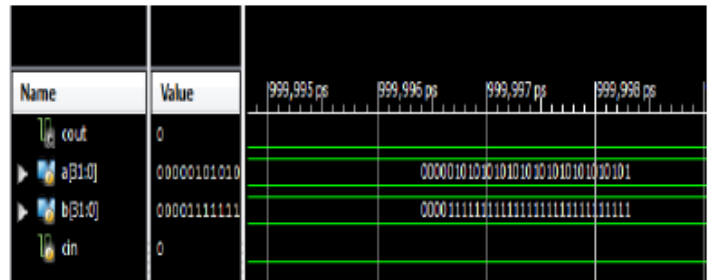 Name Value 999,995 ps 999,996 ps 999,997 ps 999,998 ps
cout 0
a[31:0] 00000101010 00000101010101010101010101010101
b[31:0] 00001111111 00001111111111111111111111111111
cin 0